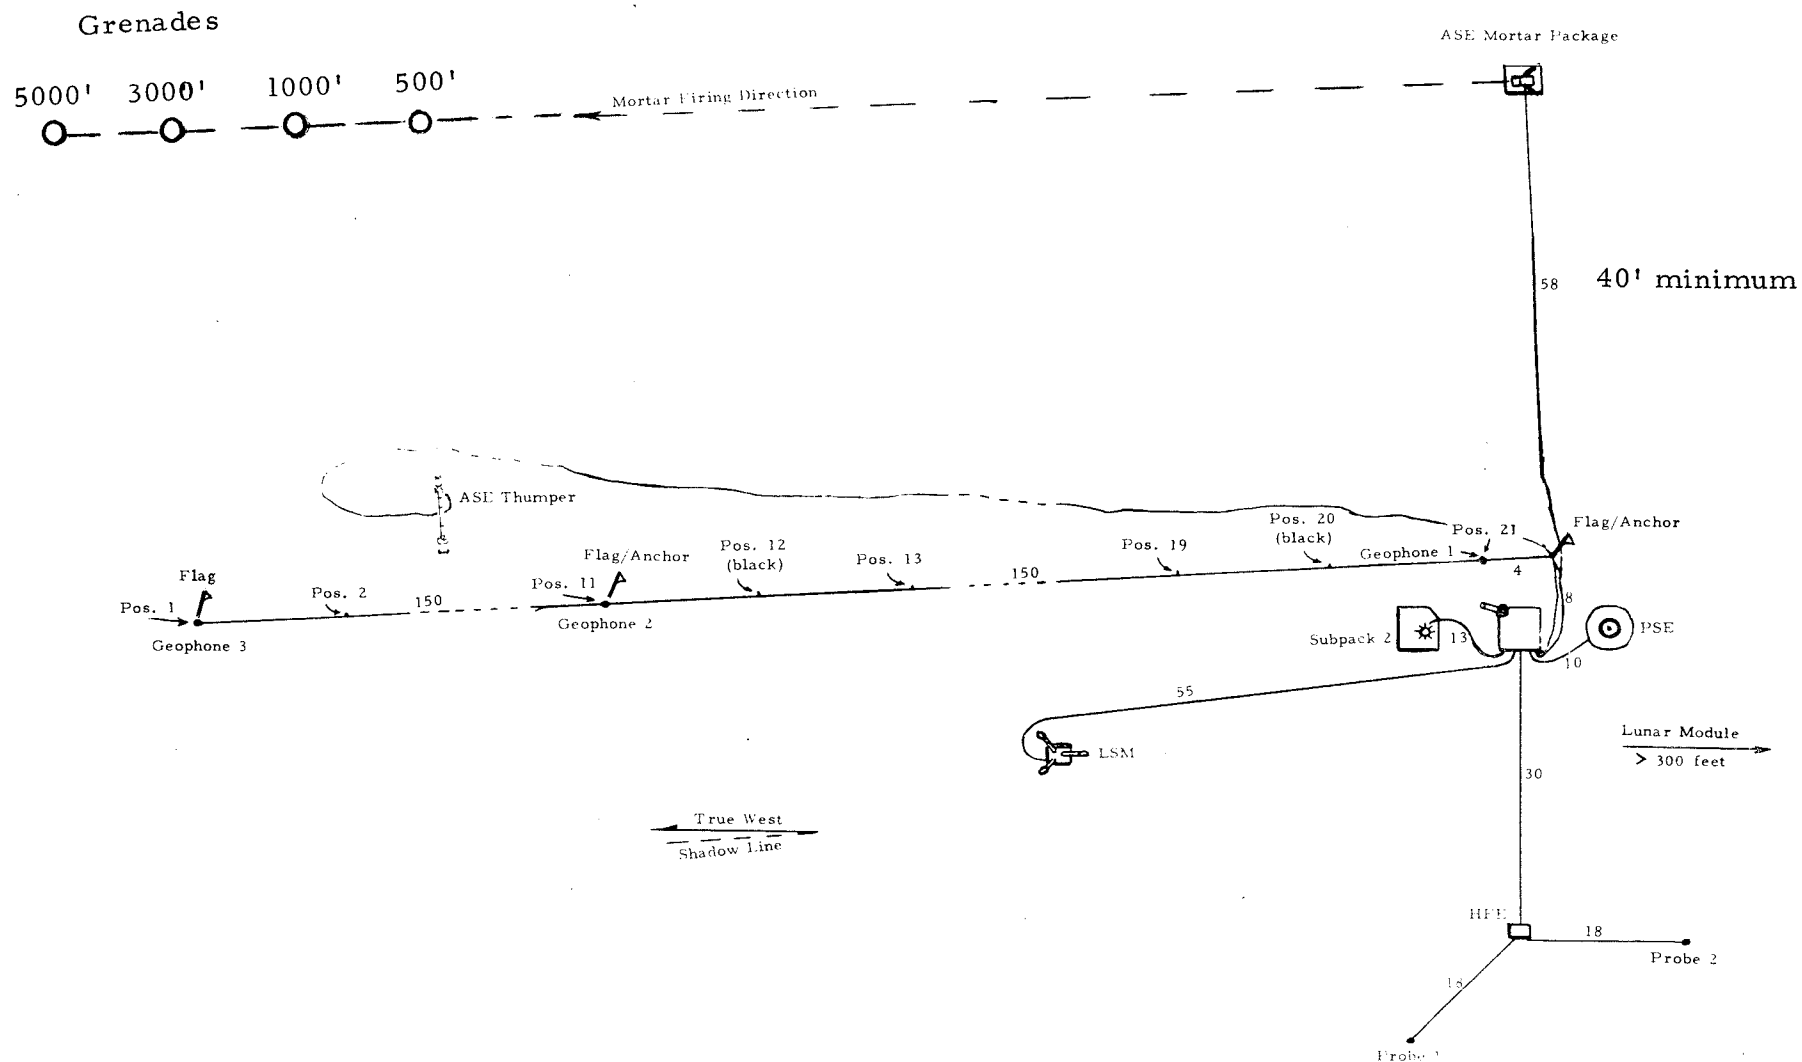 Grenades
ASE Mortar Package
5000' 3000' 1000' 500'
Mortar Firing Direction
58
40' minimum
ASE Thumper
Flag/Anchor
Pos. 20
(black)
Pos. 21
Geophone 1
Pos. 19
Pos. 12
(black)
Pos. 13
150
4
Flag/Anchor
Pos. 11
Geophone 2
Flag
Pos. 1
Pos. 2
150
Geophone 3
8
Subpack 2
13
PSE
10
55
LSM
Lunar Module
> 300 feet
30
True West
Shadow Line
HFE
18
Probe 2
18
Probe 1